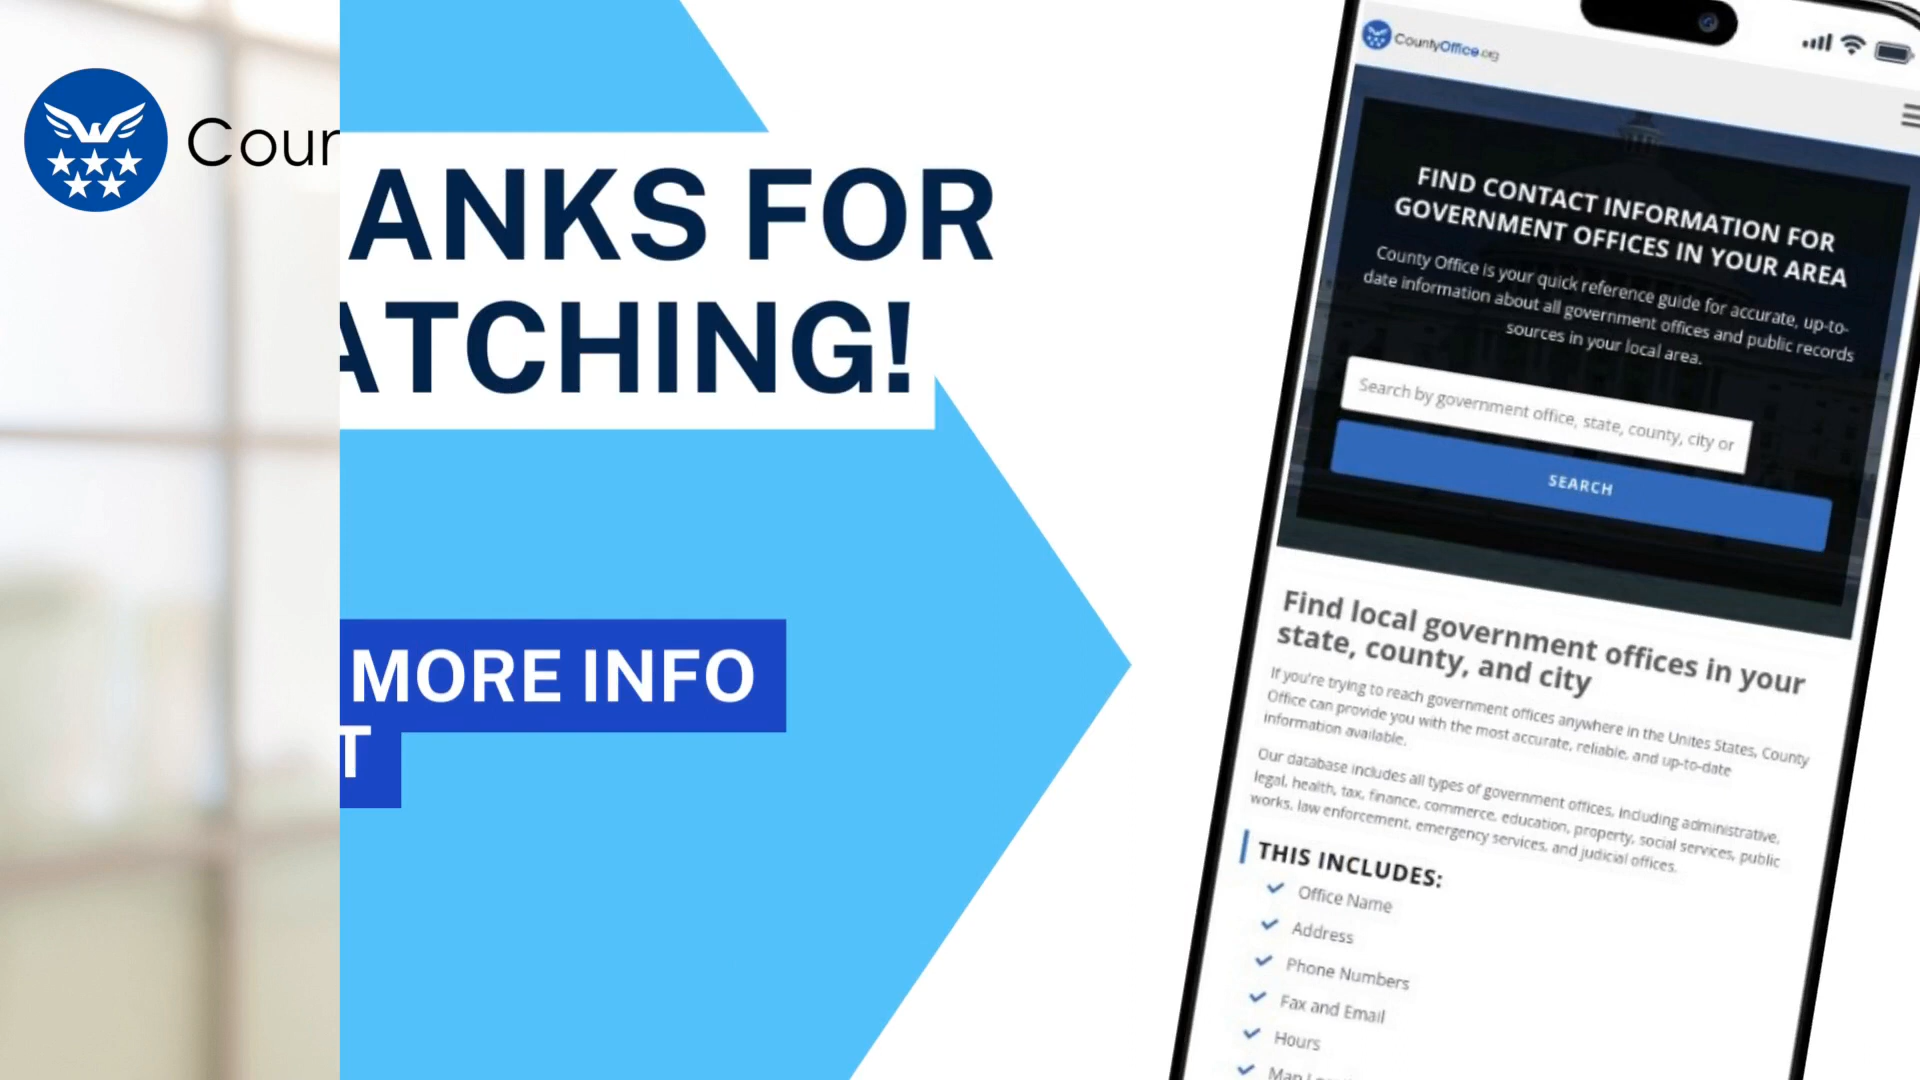 Cour
ANKS FOR
ATCHING!
MORE INFO
T
CountyOffice.org
FIND CONTACT INFORMATION FOR
GOVERNMENT OFFICES IN YOUR AREA
County Office is your quick reference guide for accurate, up-to-
date information about all government offices and public records
sources in your local area.
Search by government office, state, county, city or
SEARCH
Find local government offices in your
state, county, and city
If you're trying to reach government offices anywhere in the Unites States, County
Office can provide you with the most accurate, reliable, and up-to-date
information available.
Our database includes all types of government offices, including administrative,
legal, health, tax, finance, commerce, education, property, social services, public
works, law enforcement, emergency services, and judicial offices.
THIS INCLUDES:
Office Name
Address
Phone Numbers
Fax and Email
Hours
Map